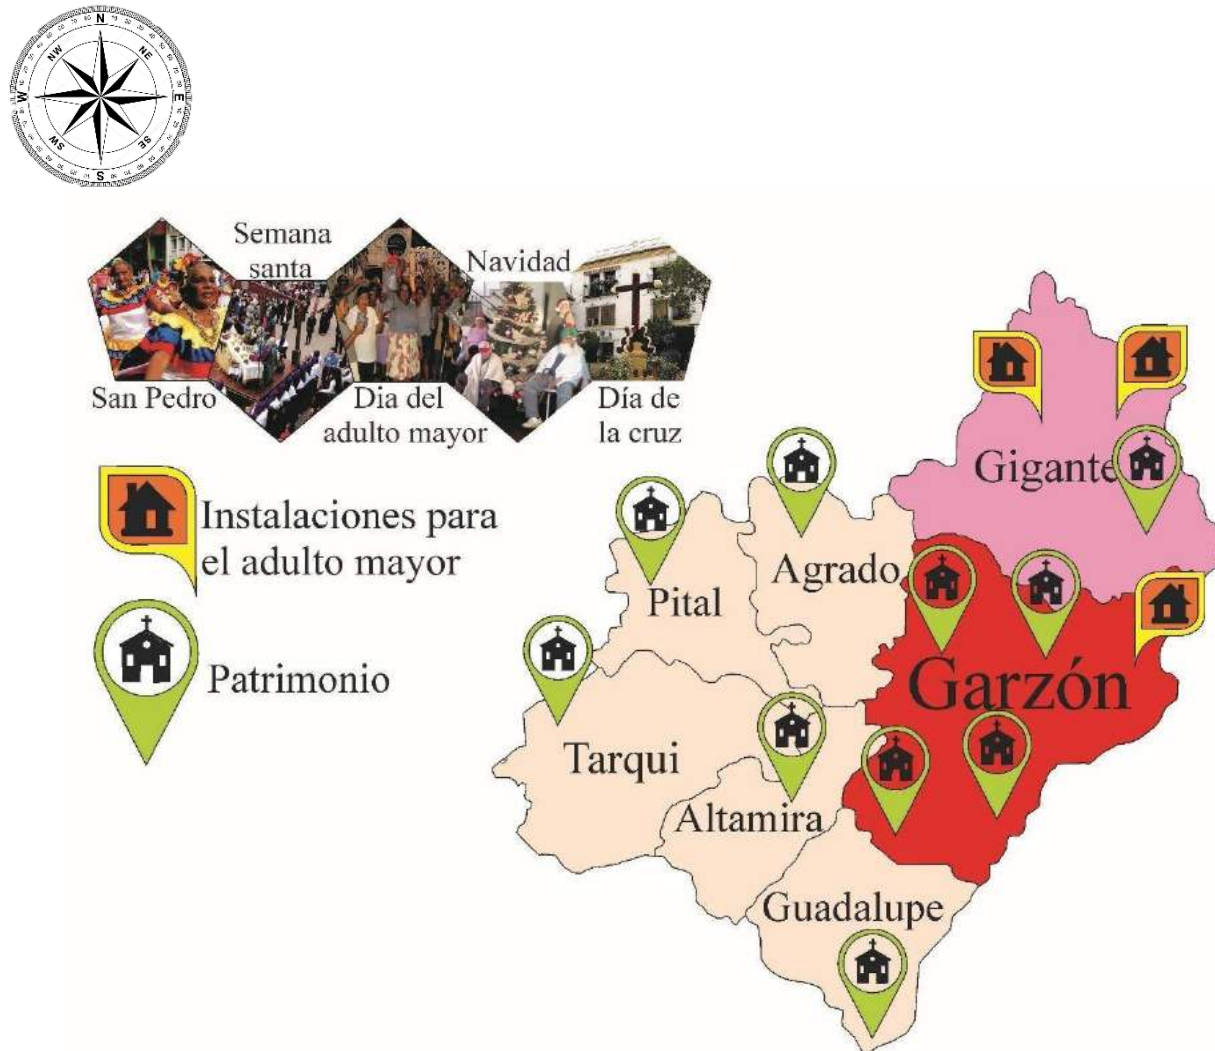 N
NW
NE
W
E
SW
SE
S
Semana
santa
Navidad
San Pedro
Dia del
adulto mayor
Día de
la cruz
Instalaciones para
el adulto mayor
Patrimonio
Gigante
Agrado
Pital
Garzón
Tarqui
Altamira
Guadalupe